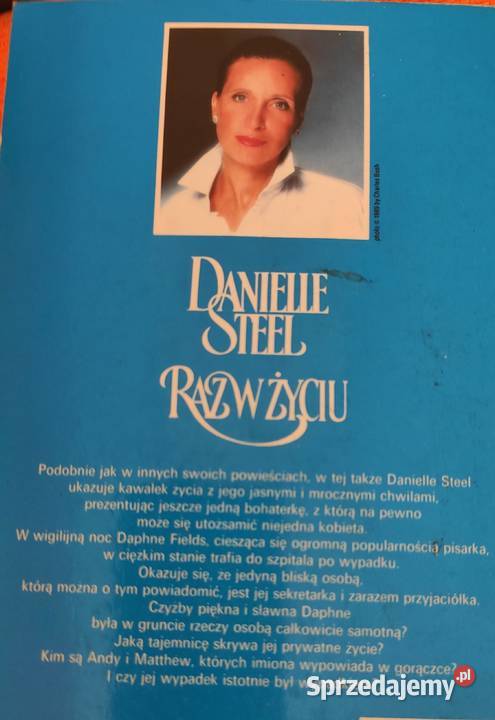 photo © 1989 by Charles Bush
DANIELLE
STEEL
RAZ W ŻYCIU
Podobnie jak w innych swoich powieściach, w tej także Danielle Steel
ukazuje kawałek życia z jego jasnymi i mrocznymi chwilami,
prezentując jeszcze jedną bohaterkę, z którą na pewno
może się utożsamić niejedna kobieta.
W wigilijną noc Daphne Fields, ciesząca się ogromną popularnością pisarka,
w ciężkim stanie trafia do szpitala po wypadku.
Okazuje się, że jedyną bliską osobą,
którą można o tym powiadomić, jest jej sekretarka i zarazem przyjaciółka.
Czyżby piękna i sławna Daphne
była w gruncie rzeczy osobą całkowicie samotną?
Jaką tajemnicę skrywa jej prywatne życie?
Kim są Andy i Matthew, których imiona wypowiada w gorączce?
I czy jej wypadek istotnie był
Sprzedajemy.pl